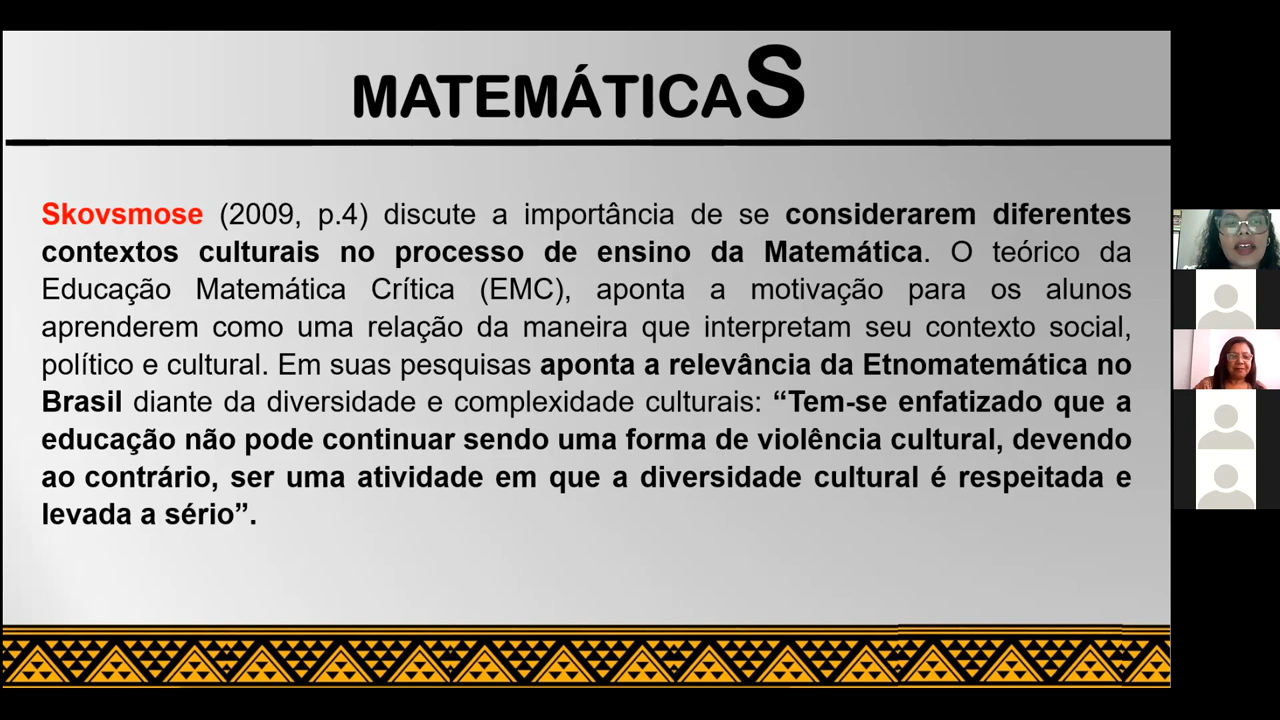 MATEMÁTICAS
Skovsmose (2009, p.4) discute a importância de se considerarem diferentes
contextos culturais no processo de ensino da Matemática. O teórico da
Educação Matemática Crítica (EMC), aponta a motivação para os alunos
aprenderem como uma relação da maneira que interpretam seu contexto social,
político e cultural. Em suas pesquisas aponta a relevância da Etnomatemática no
Brasil diante da diversidade e complexidade culturais: “Tem-se enfatizado que a
educação não pode continuar sendo uma forma de violência cultural, devendo
ao contrário, ser uma atividade em que a diversidade cultural é respeitada e
levada a sério”.